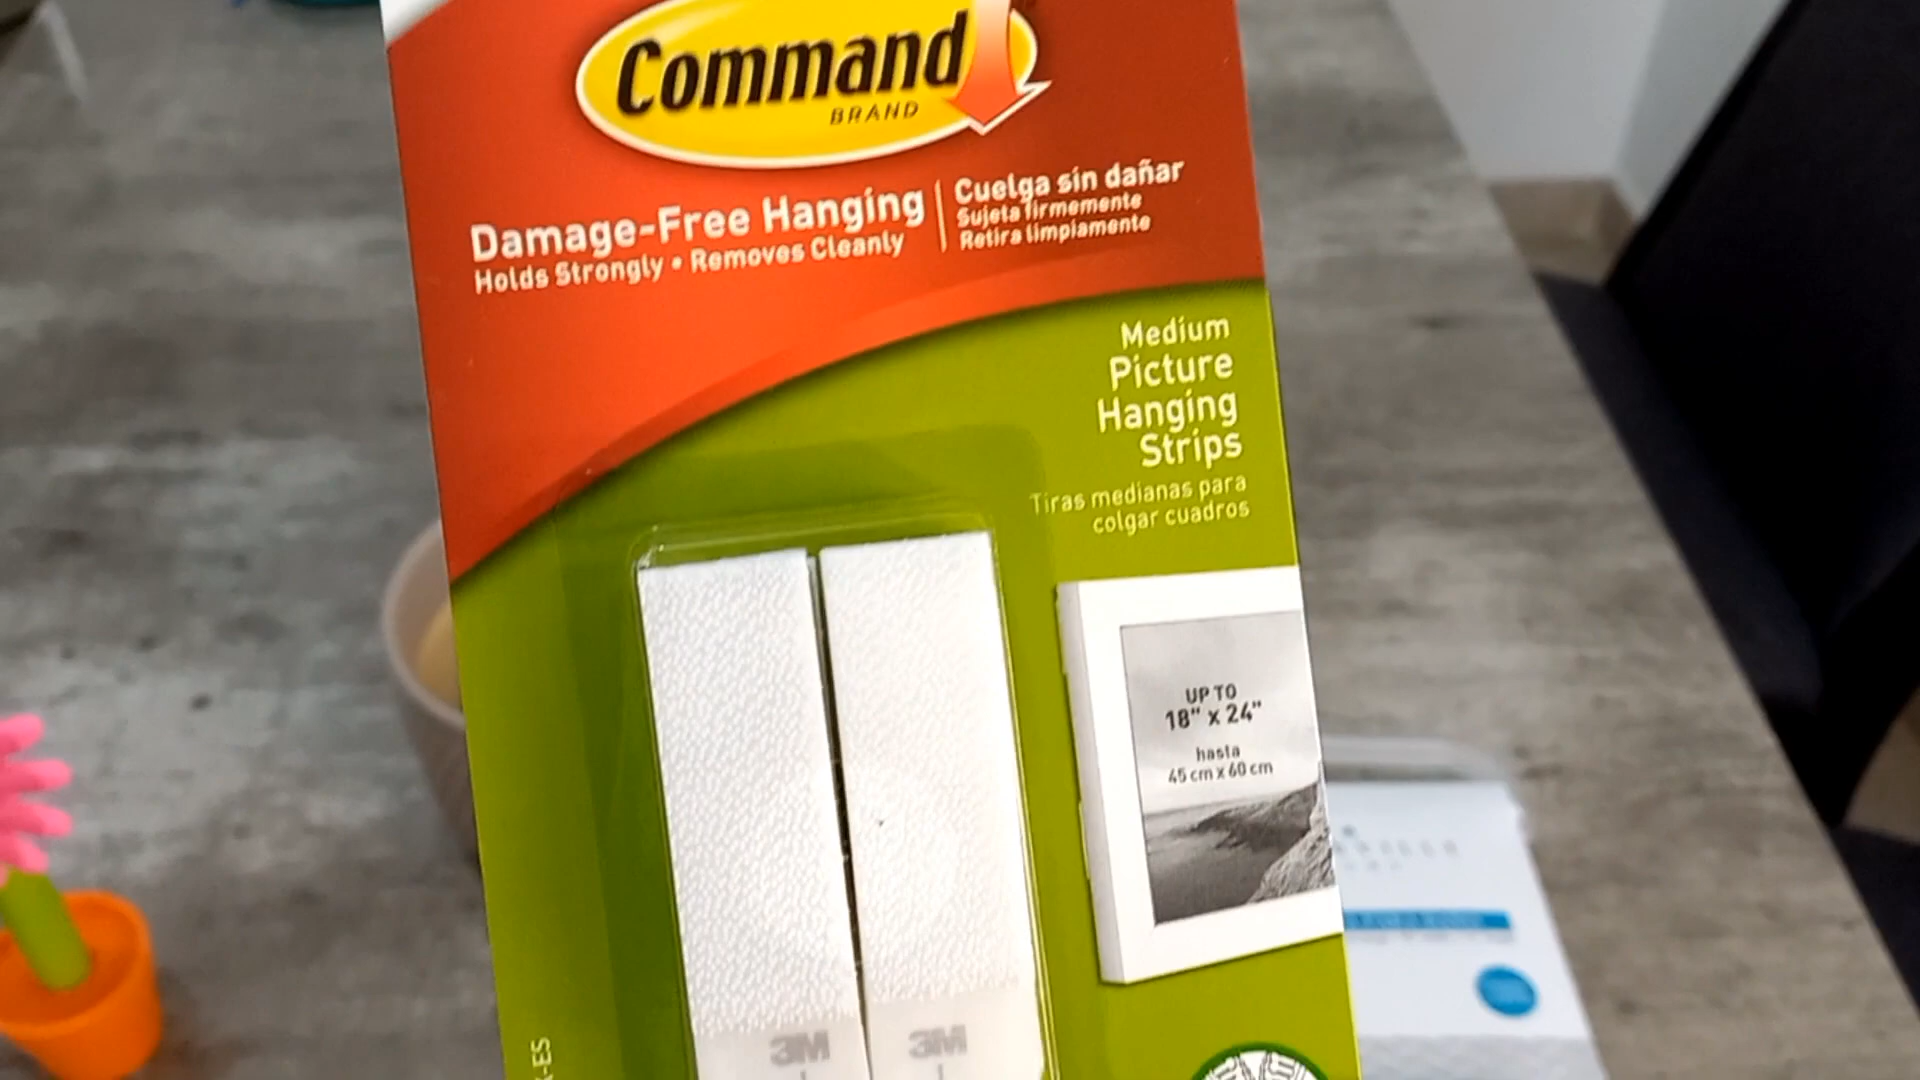 Command
BRAND
Damage-Free Hanging
Holds Strongly • Removes Cleanly
Cuelga sin dañar
Sujeta firmemente
Retira limpiamente
Medium
Picture
Hanging
Strips
Tiras medianas para
colgar cuadros
UP TO
18" x 24"
hasta
45 cm x 60 cm
3M
3M
-ES